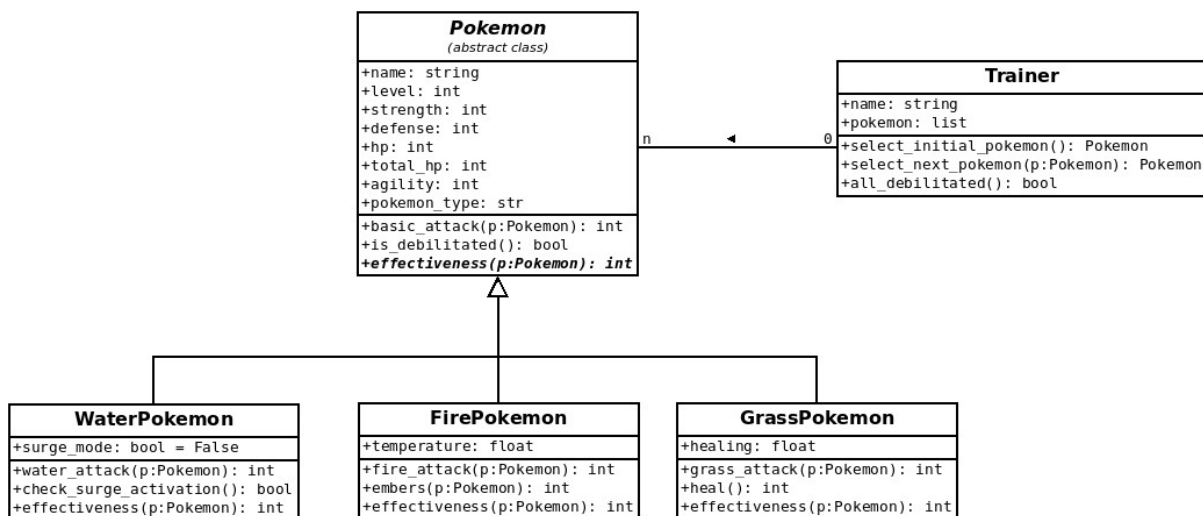 Pokemon
(abstract class)
+name: string
+level: int
+strength: int
+defense: int
+hp: int
+total_hp: int
+agility: int
+pokemon_type: str
+basic_attack(p:Pokemon): int
+is_debilitated(): bool
+effectiveness(p:Pokemon): int
n
0
Trainer
+name: string
+pokemon: list
+select_initial_pokemon(): Pokemon
+select_next_pokemon(p:Pokemon): Pokemon
+all_debilitated(): bool
WaterPokemon
+surge_mode: bool = False
+water_attack(p:Pokemon): int
+check_surge_activation(): bool
+effectiveness(p:Pokemon): int
FirePokemon
+temperature: float
+fire_attack(p:Pokemon): int
+embers(p:Pokemon): int
+effectiveness(p:Pokemon): int
GrassPokemon
+healing: float
+grass_attack(p:Pokemon): int
+heal(): int
+effectiveness(p:Pokemon): int